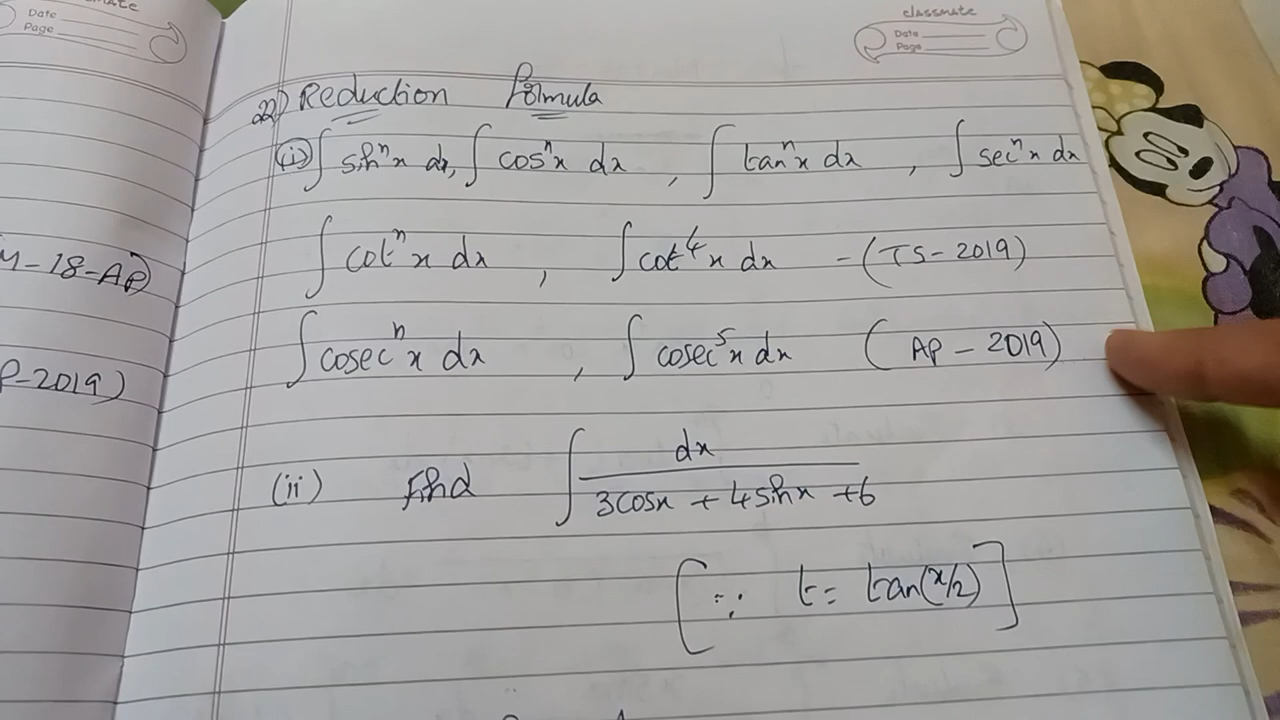 Date
Page
classmate
Date
Page
22) Reduction Formula
(i) ∫ sinⁿx dx, ∫ cosⁿx dx , ∫ tanⁿx dx , ∫ secⁿx dx
∫ cotⁿx dx , ∫ cot⁴x dx - (TS - 2019)
∫ cosecⁿx dx , ∫ cosec⁵x dx (AP - 2019)
(ii) Find ∫ dx / 3cosx + 4sinx + 6
[∵ t = tan(x/2)]
-18-AP)
P-2019)